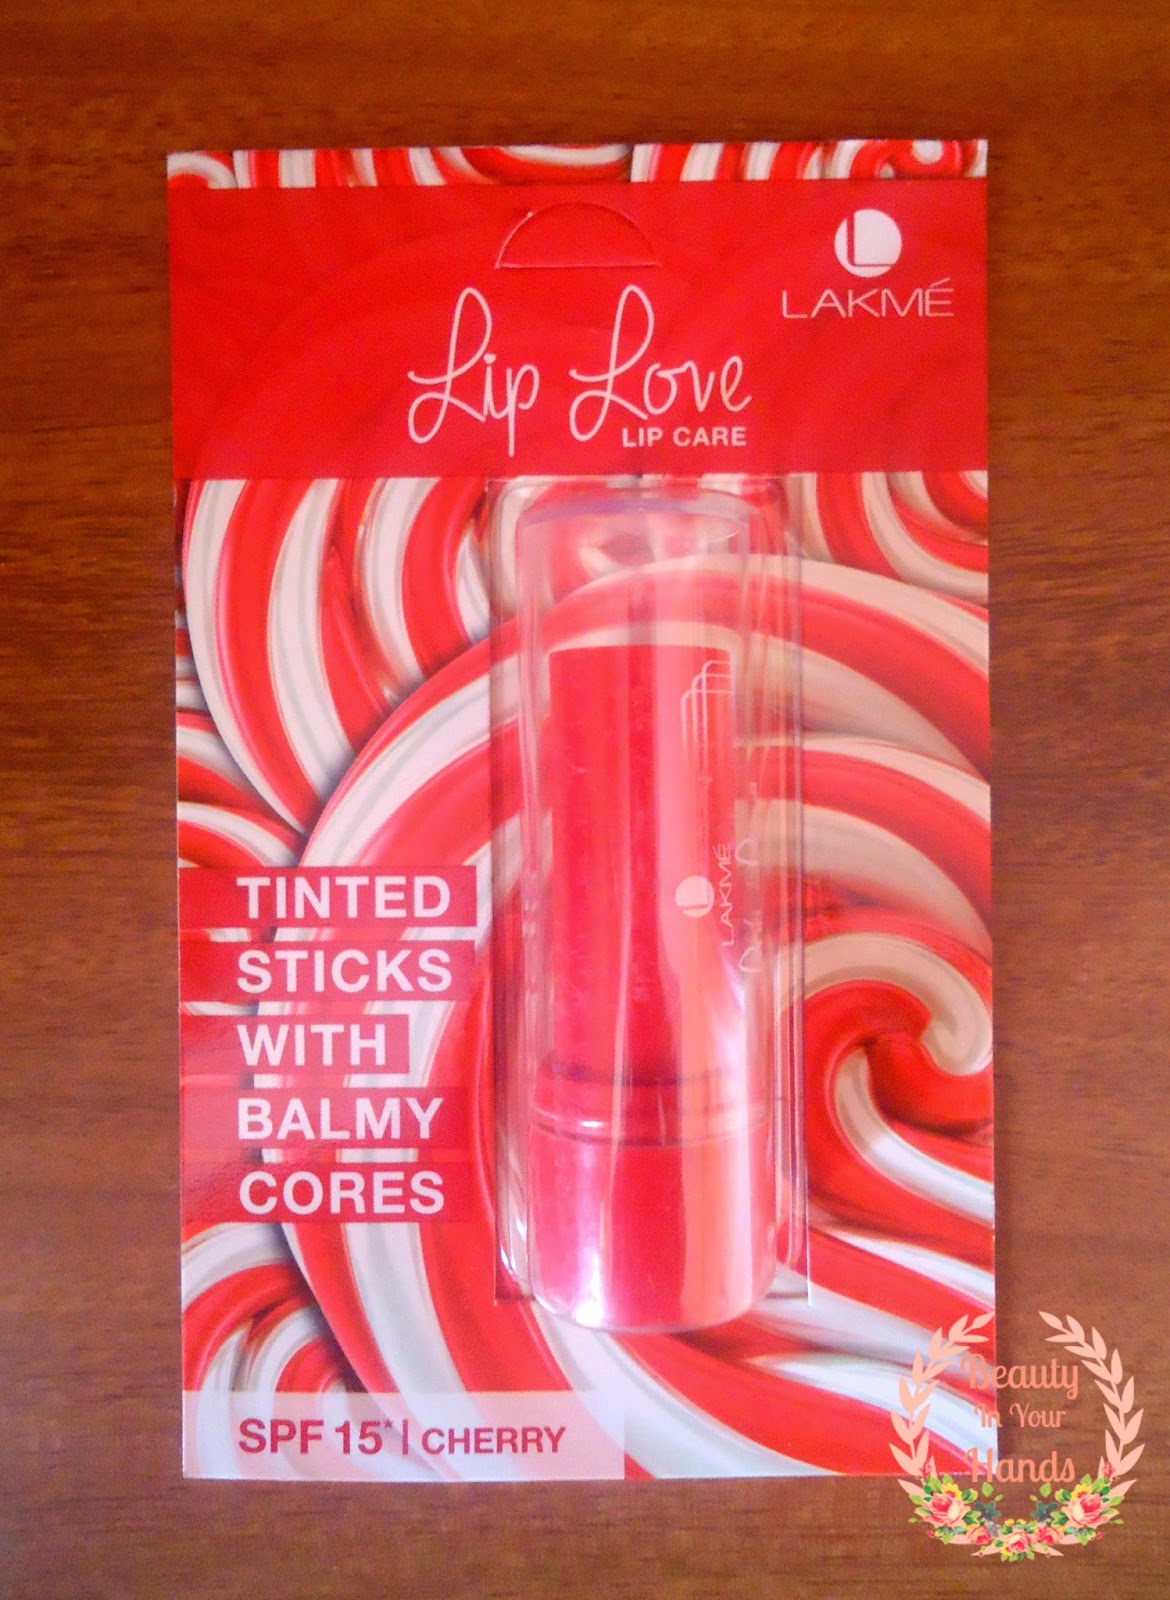 LAKMÉ
Lip Love
LIP CARE
LAKMÉ
TINTED
STICKS
WITH
BALMY
CORES
SPF 15* | CHERRY
Beauty
In Your
Hands